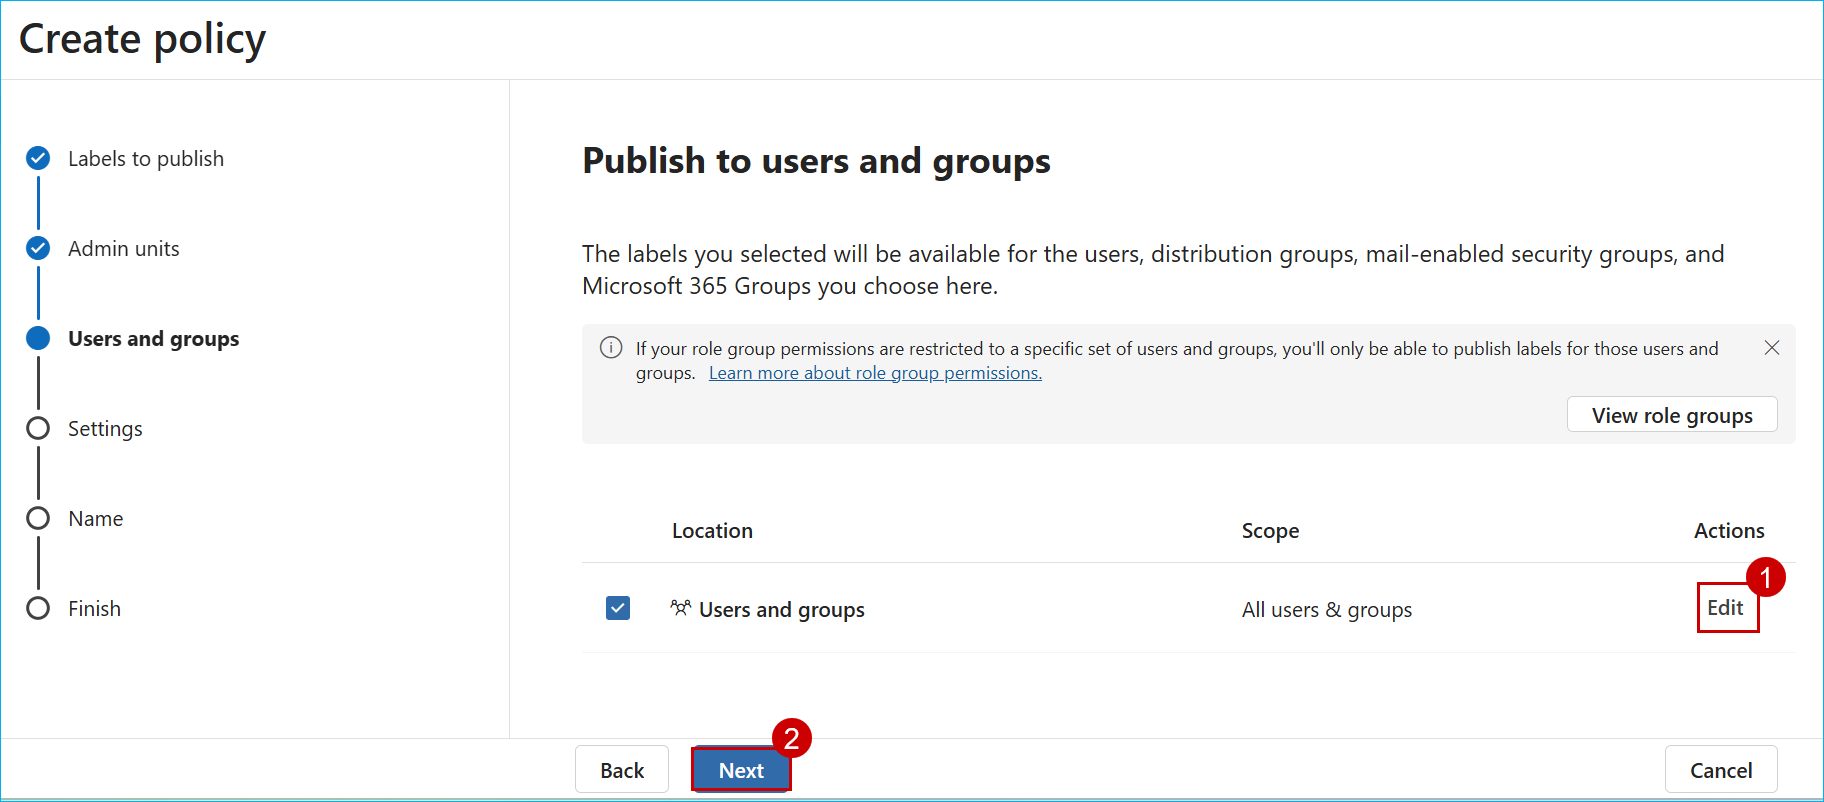 Create policy
Labels to publish
Admin units
Users and groups
Settings
Name
Finish
Publish to users and groups
The labels you selected will be available for the users, distribution groups, mail-enabled security groups, and
Microsoft 365 Groups you choose here.
If your role group permissions are restricted to a specific set of users and groups, you'll only be able to publish labels for those users and
groups. Learn more about role group permissions.
View role groups
Location Scope Actions
1
Users and groups All users & groups Edit
2
Back Next Cancel